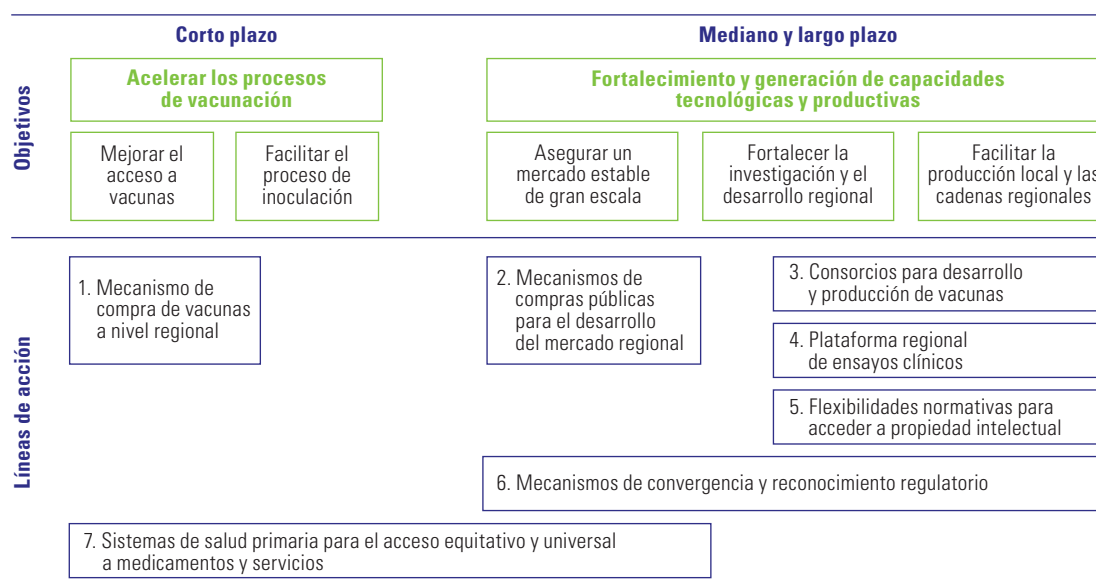 Corto plazo
Mediano y largo plazo
Objetivos
Acelerar los procesos
de vacunación
Fortalecimiento y generación de capacidades
tecnológicas y productivas
Mejorar el
acceso a
vacunas
Facilitar el
proceso de
inoculación
Asegurar un
mercado estable
de gran escala
Fortalecer la
investigación y el
desarrollo regional
Facilitar la
producción local y las
cadenas regionales
Líneas de acción
1. Mecanismo de
compra de vacunas
a nivel regional
2. Mecanismos de
compras públicas
para el desarrollo
del mercado regional
3. Consorcios para desarrollo
y producción de vacunas
4. Plataforma regional
de ensayos clínicos
5. Flexibilidades normativas para
acceder a propiedad intelectual
6. Mecanismos de convergencia y reconocimiento regulatorio
7. Sistemas de salud primaria para el acceso equitativo y universal
a medicamentos y servicios